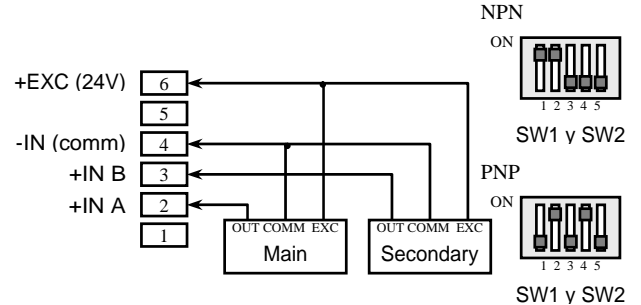 NPN
ON
1 2 3 4 5
SW1 y SW2
+EXC (24V) 6
5
-IN (comm) 4
+IN B 3
+IN A 2
1
OUT COMM EXC
Main
OUT COMM EXC
Secondary
PNP
ON
1 2 3 4 5
SW1 y SW2